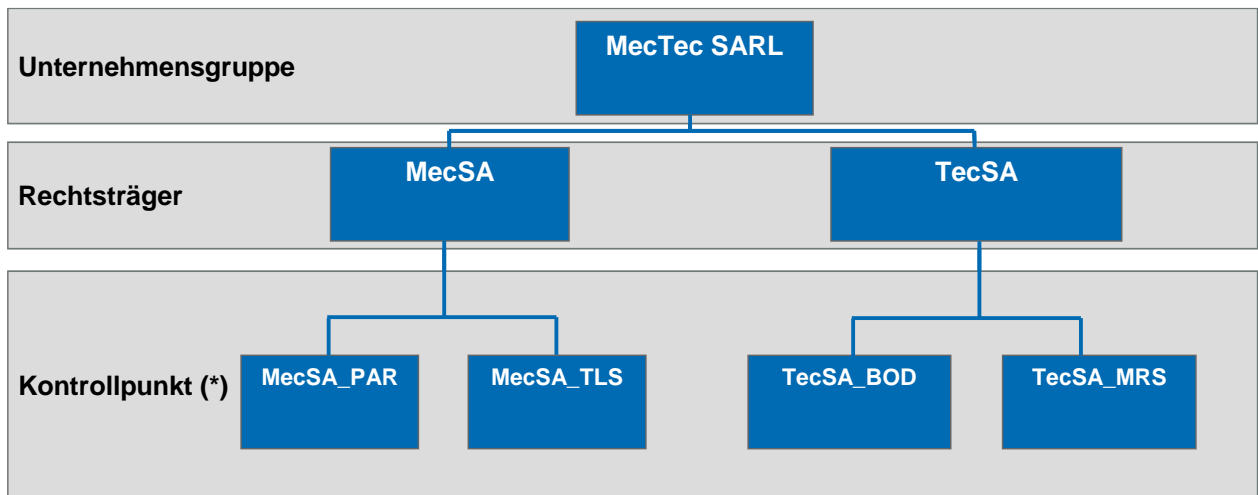 Unternehmensgruppe
MecTec SARL
Rechtsträger
MecSA
TecSA
Kontrollpunkt (*)
MecSA_PAR
MecSA_TLS
TecSA_BOD
TecSA_MRS